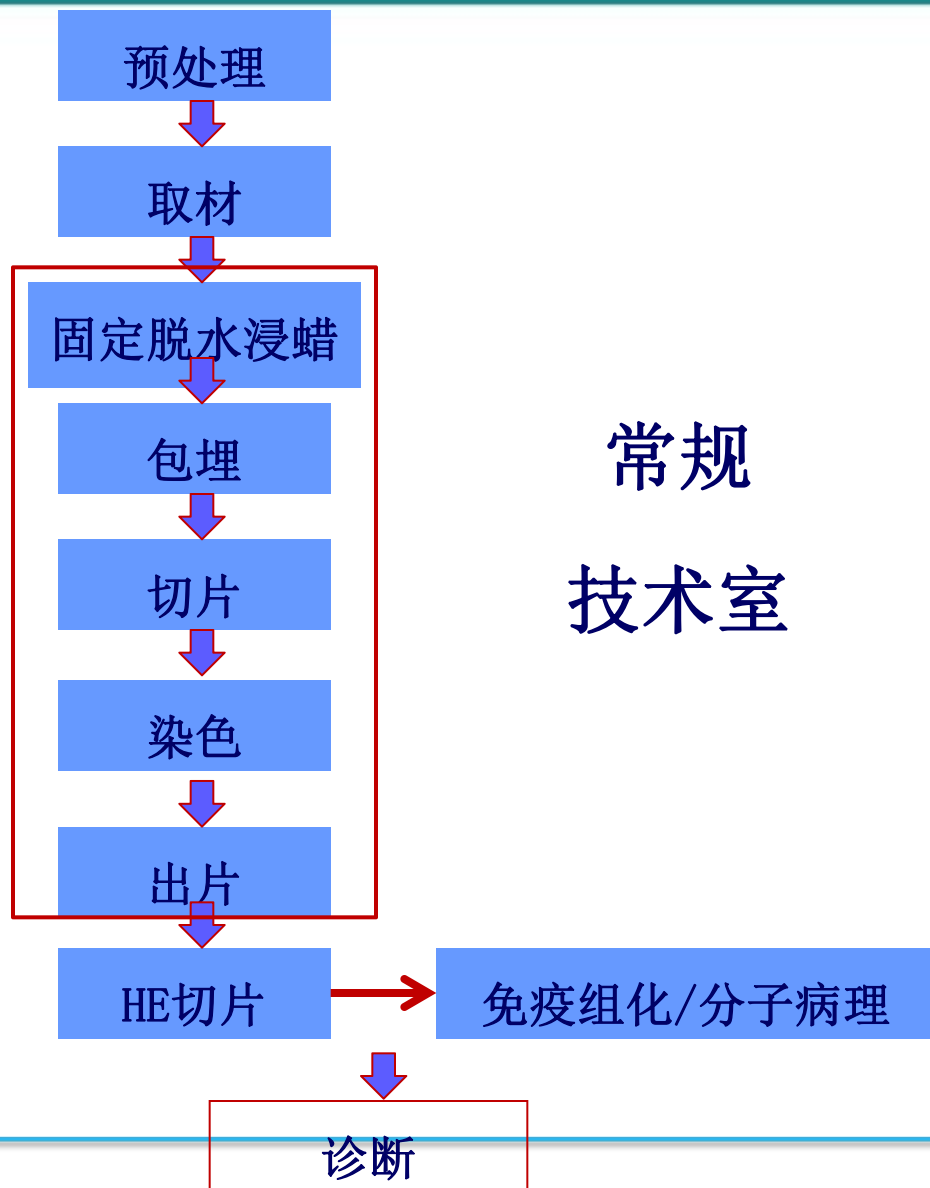 预处理
取材
固定脱水浸蜡
包埋
常规
切片
技术室
染色
出片
HE切片
免疫组化/分子病理
诊断